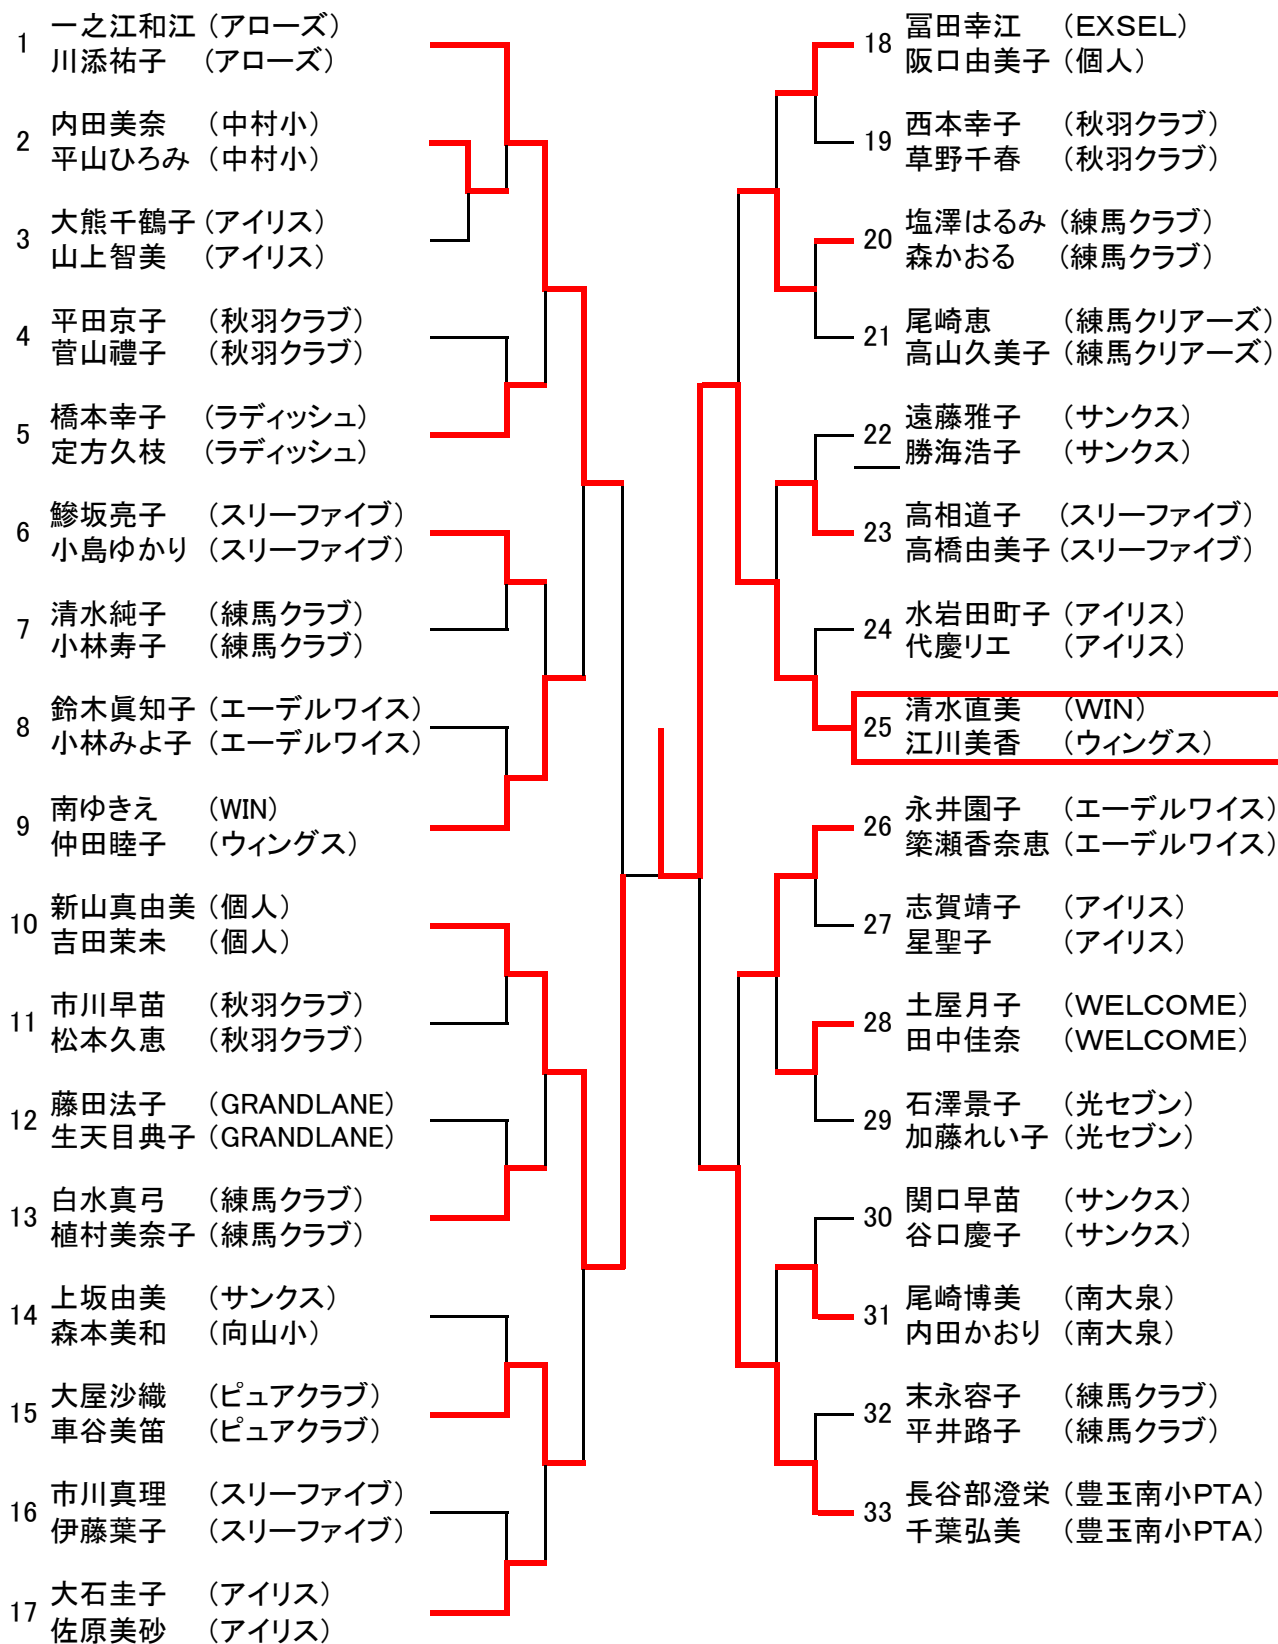 1 一之江和江 (アローズ)
川添祐子 (アローズ)
2 内田美奈 (中村小)
平山ひろみ (中村小)
3 大熊千鶴子 (アイリス)
山上智美 (アイリス)
4 平田京子 (秋羽クラブ)
菅山禮子 (秋羽クラブ)
5 橋本幸子 (ラディッシュ)
定方久枝 (ラディッシュ)
6 鰺坂亮子 (スリーファイブ)
小島ゆかり (スリーファイブ)
7 清水純子 (練馬クラブ)
小林寿子 (練馬クラブ)
8 鈴木眞知子 (エーデルワイス)
小林みよ子 (エーデルワイス)
9 南ゆきえ (WIN)
仲田睦子 (ウィングス)
10 新山真由美 (個人)
吉田茉未 (個人)
11 市川早苗 (秋羽クラブ)
松本久恵 (秋羽クラブ)
12 藤田法子 (GRANDLANE)
生天目典子 (GRANDLANE)
13 白水真弓 (練馬クラブ)
植村美奈子 (練馬クラブ)
14 上坂由美 (サンクス)
森本美和 (向山小)
15 大屋沙織 (ピュアクラブ)
車谷美笛 (ピュアクラブ)
16 市川真理 (スリーファイブ)
伊藤葉子 (スリーファイブ)
17 大石圭子 (アイリス)
佐原美砂 (アイリス)
18 冨田幸江 (EXSEL)
阪口由美子 (個人)
19 西本幸子 (秋羽クラブ)
草野千春 (秋羽クラブ)
20 塩澤はるみ (練馬クラブ)
森かおる (練馬クラブ)
21 尾崎恵 (練馬クリアーズ)
高山久美子 (練馬クリアーズ)
22 遠藤雅子 (サンクス)
勝海浩子 (サンクス)
23 高相道子 (スリーファイブ)
高橋由美子 (スリーファイブ)
24 水岩田町子 (アイリス)
代慶リエ (アイリス)
25 清水直美 (WIN)
江川美香 (ウィングス)
26 永井園子 (エーデルワイス)
簗瀬香奈恵 (エーデルワイス)
27 志賀靖子 (アイリス)
星聖子 (アイリス)
28 土屋月子 (WELCOME)
田中佳奈 (WELCOME)
29 石澤景子 (光セブン)
加藤れい子 (光セブン)
30 関口早苗 (サンクス)
谷口慶子 (サンクス)
31 尾崎博美 (南大泉)
内田かおり (南大泉)
32 末永容子 (練馬クラブ)
平井路子 (練馬クラブ)
33 長谷部澄栄 (豊玉南小PTA)
千葉弘美 (豊玉南小PTA)